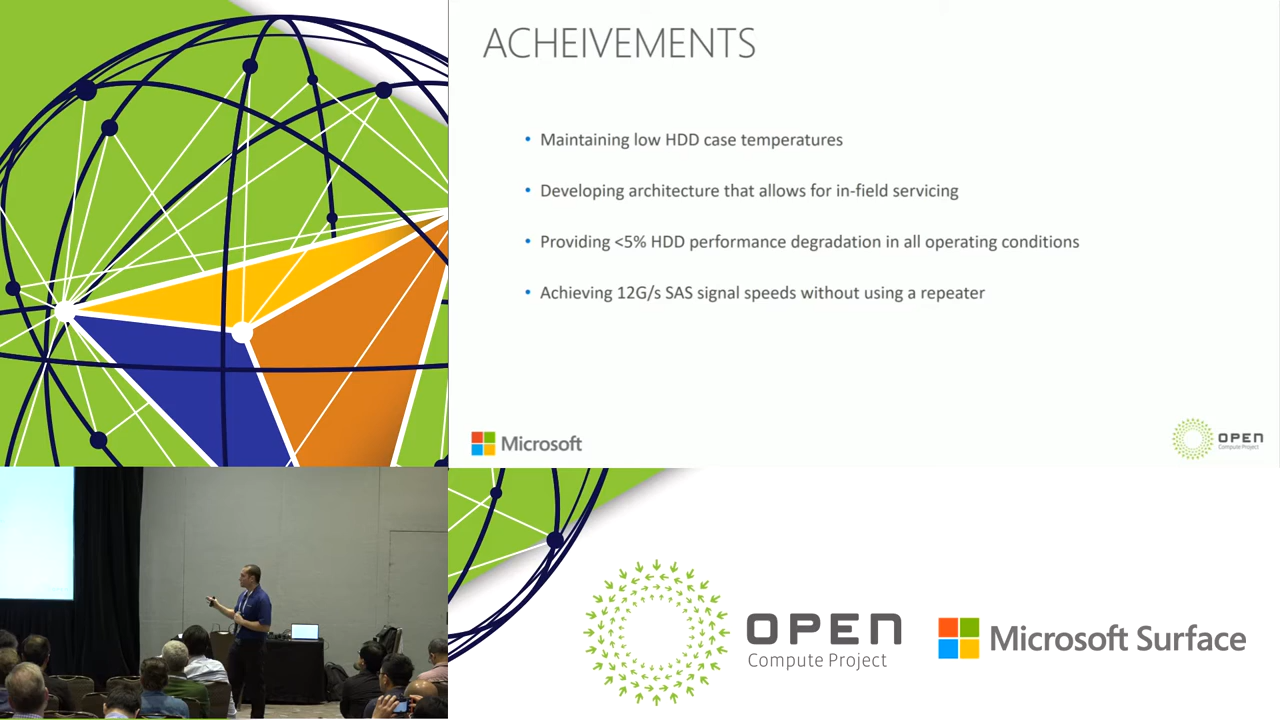 ACHEIVEMENTS
• Maintaining low HDD case temperatures
• Developing architecture that allows for in-field servicing
• Providing <5% HDD performance degradation in all operating conditions
• Achieving 12G/s SAS signal speeds without using a repeater
Microsoft
OPEN
Compute Project
OPEN
Compute Project
Microsoft Surface